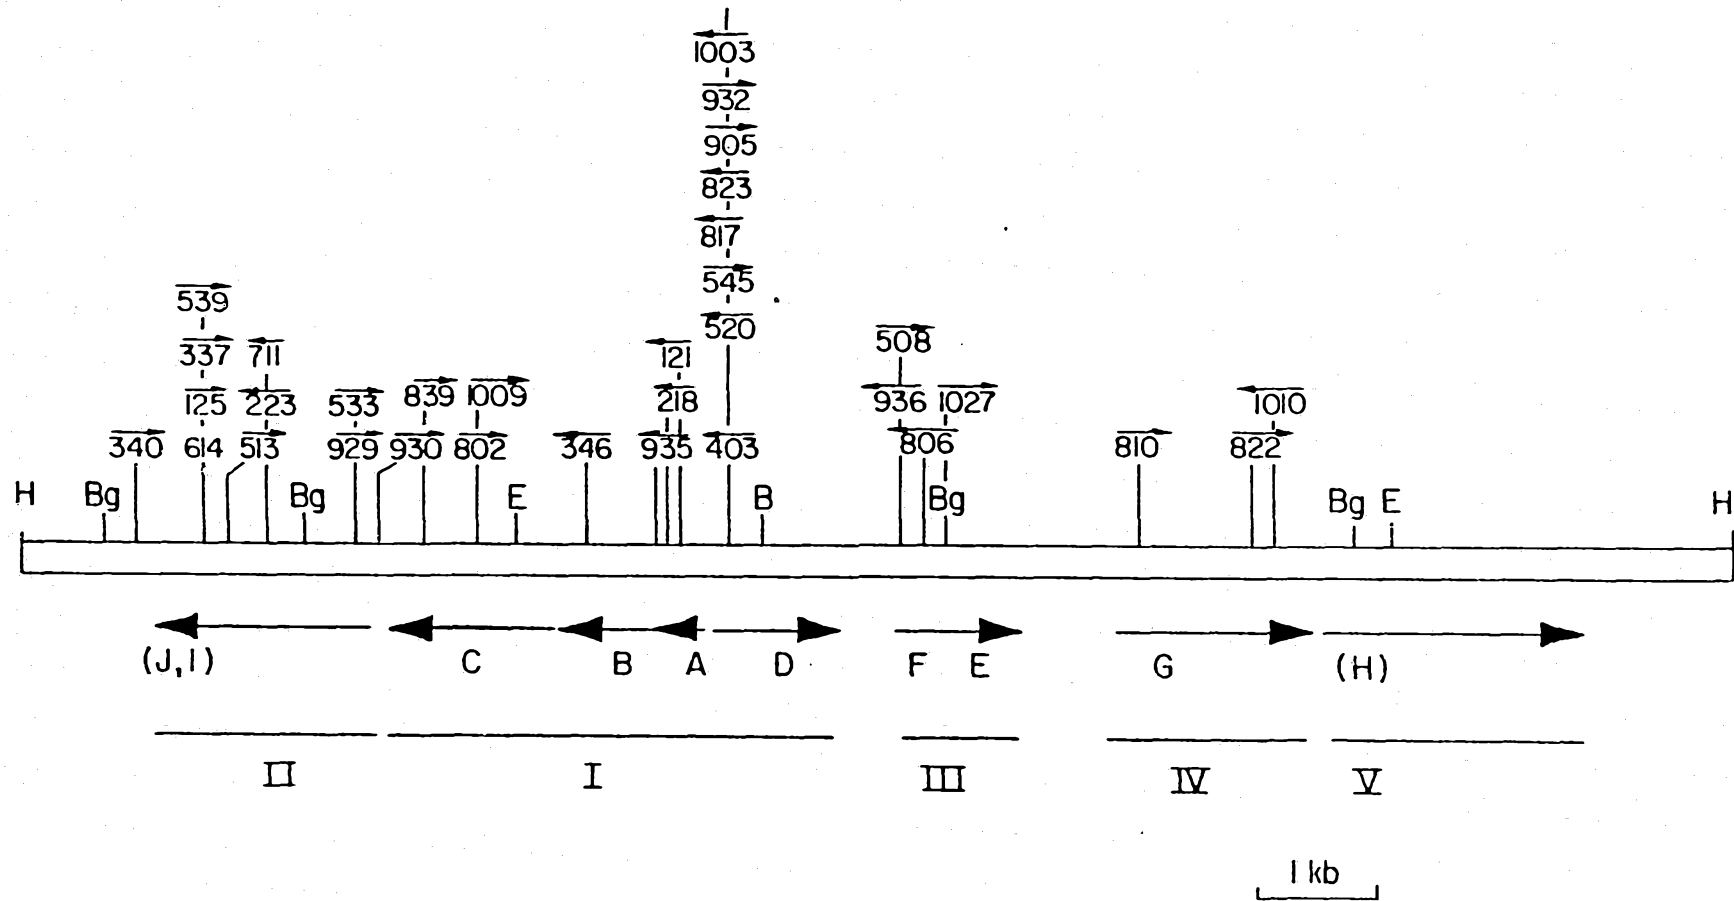 1003
932
905
823
817
545
520
539
337 711 121 508
125 223 533 839 1009 218 936 1027 1010
340 614 513 929 930 802 346 935 403 806 810 822
H Bg Bg E B Bg Bg E H
(J,I) C B A D F E G (H)
II I III IV V
1 kb